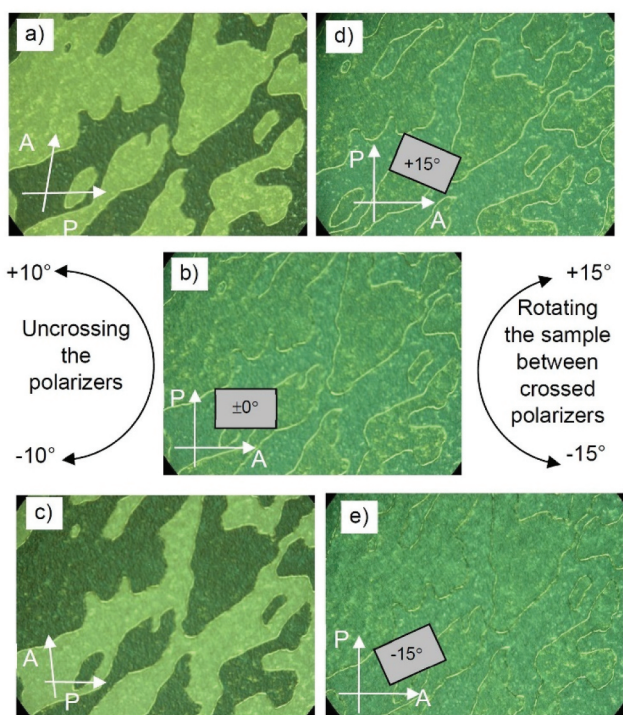 a)
A
P
d)
+15°
P
A
+10°
Uncrossing
the
polarizers
-10°
b)
±0°
P
A
+15°
Rotating
the sample
between
crossed
polarizers
-15°
c)
A
P
e)
-15°
P
A